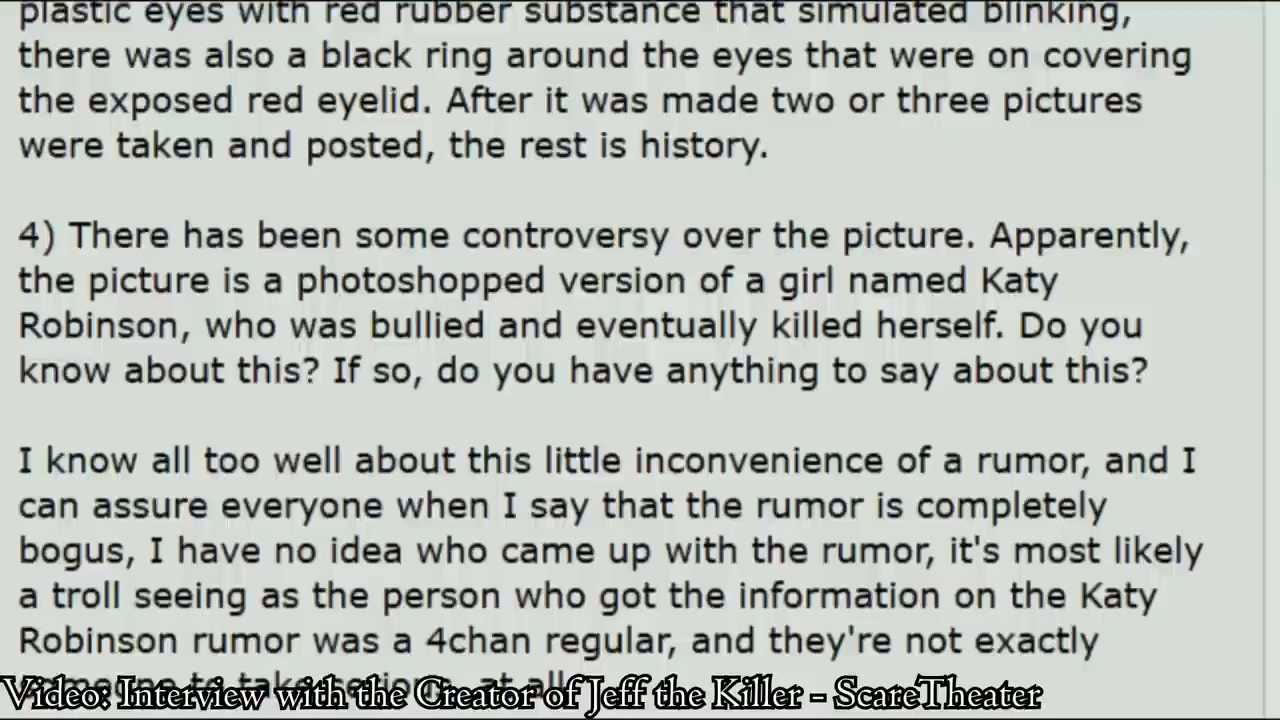 plastic eyes with red rubber substance that simulated blinking,
there was also a black ring around the eyes that were on covering
the exposed red eyelid. After it was made two or three pictures
were taken and posted, the rest is history.
4) There has been some controversy over the picture. Apparently,
the picture is a photoshopped version of a girl named Katy
Robinson, who was bullied and eventually killed herself. Do you
know about this? If so, do you have anything to say about this?
I know all too well about this little inconvenience of a rumor, and I
can assure everyone when I say that the rumor is completely
bogus, I have no idea who came up with the rumor, it's most likely
a troll seeing as the person who got the information on the Katy
Robinson rumor was a 4chan regular, and they're not exactly
someone to take serious, at all
Video: Interview with the Creator of Jeff the Killer - ScareTheater